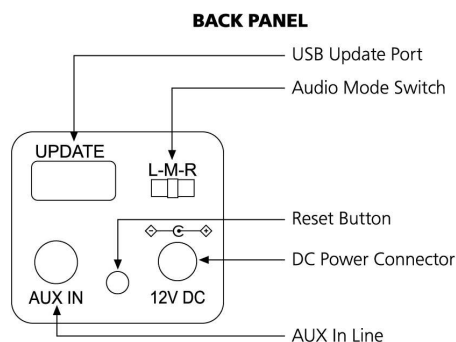 BACK PANEL
USB Update Port
Audio Mode Switch
UPDATE
L-M-R
Reset Button
DC Power Connector
AUX IN
12V DC
AUX In Line